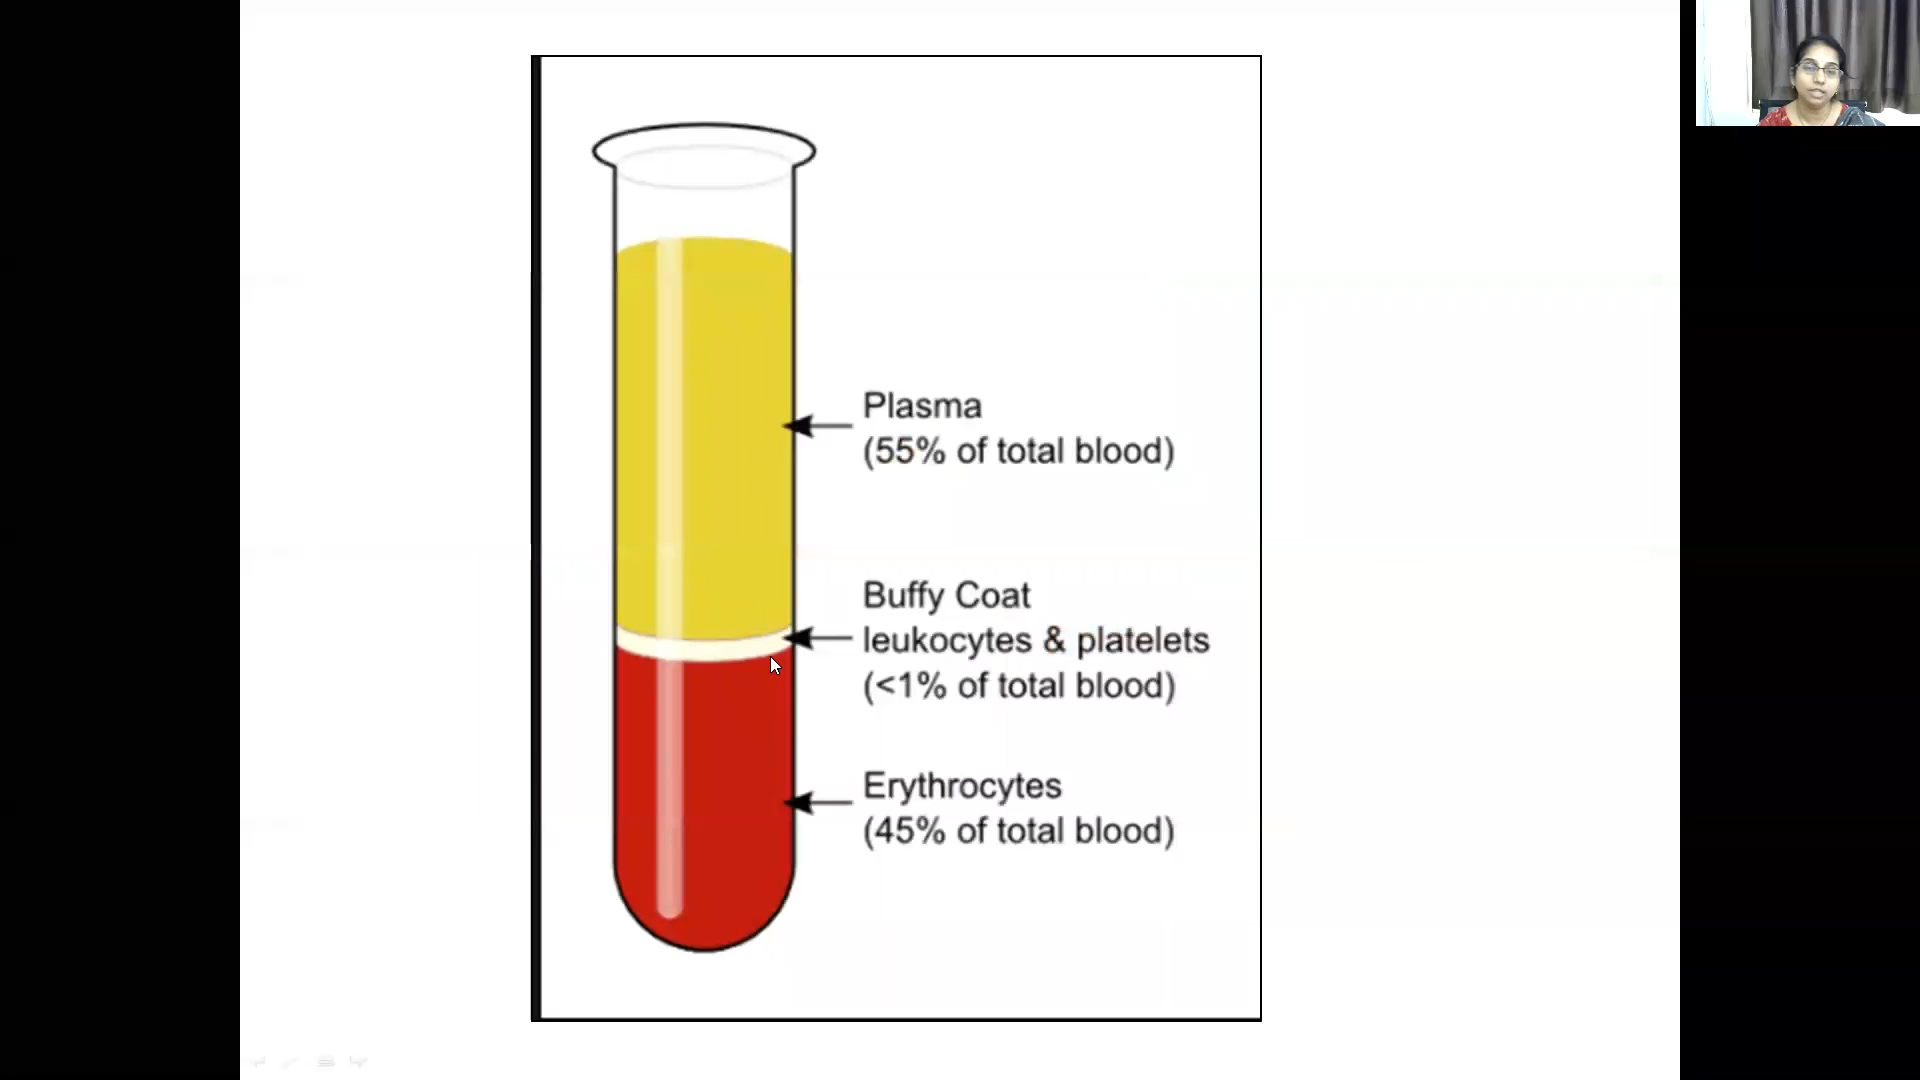 Plasma
(55% of total blood)
Buffy Coat
leukocytes & platelets
(<1% of total blood)
Erythrocytes
(45% of total blood)